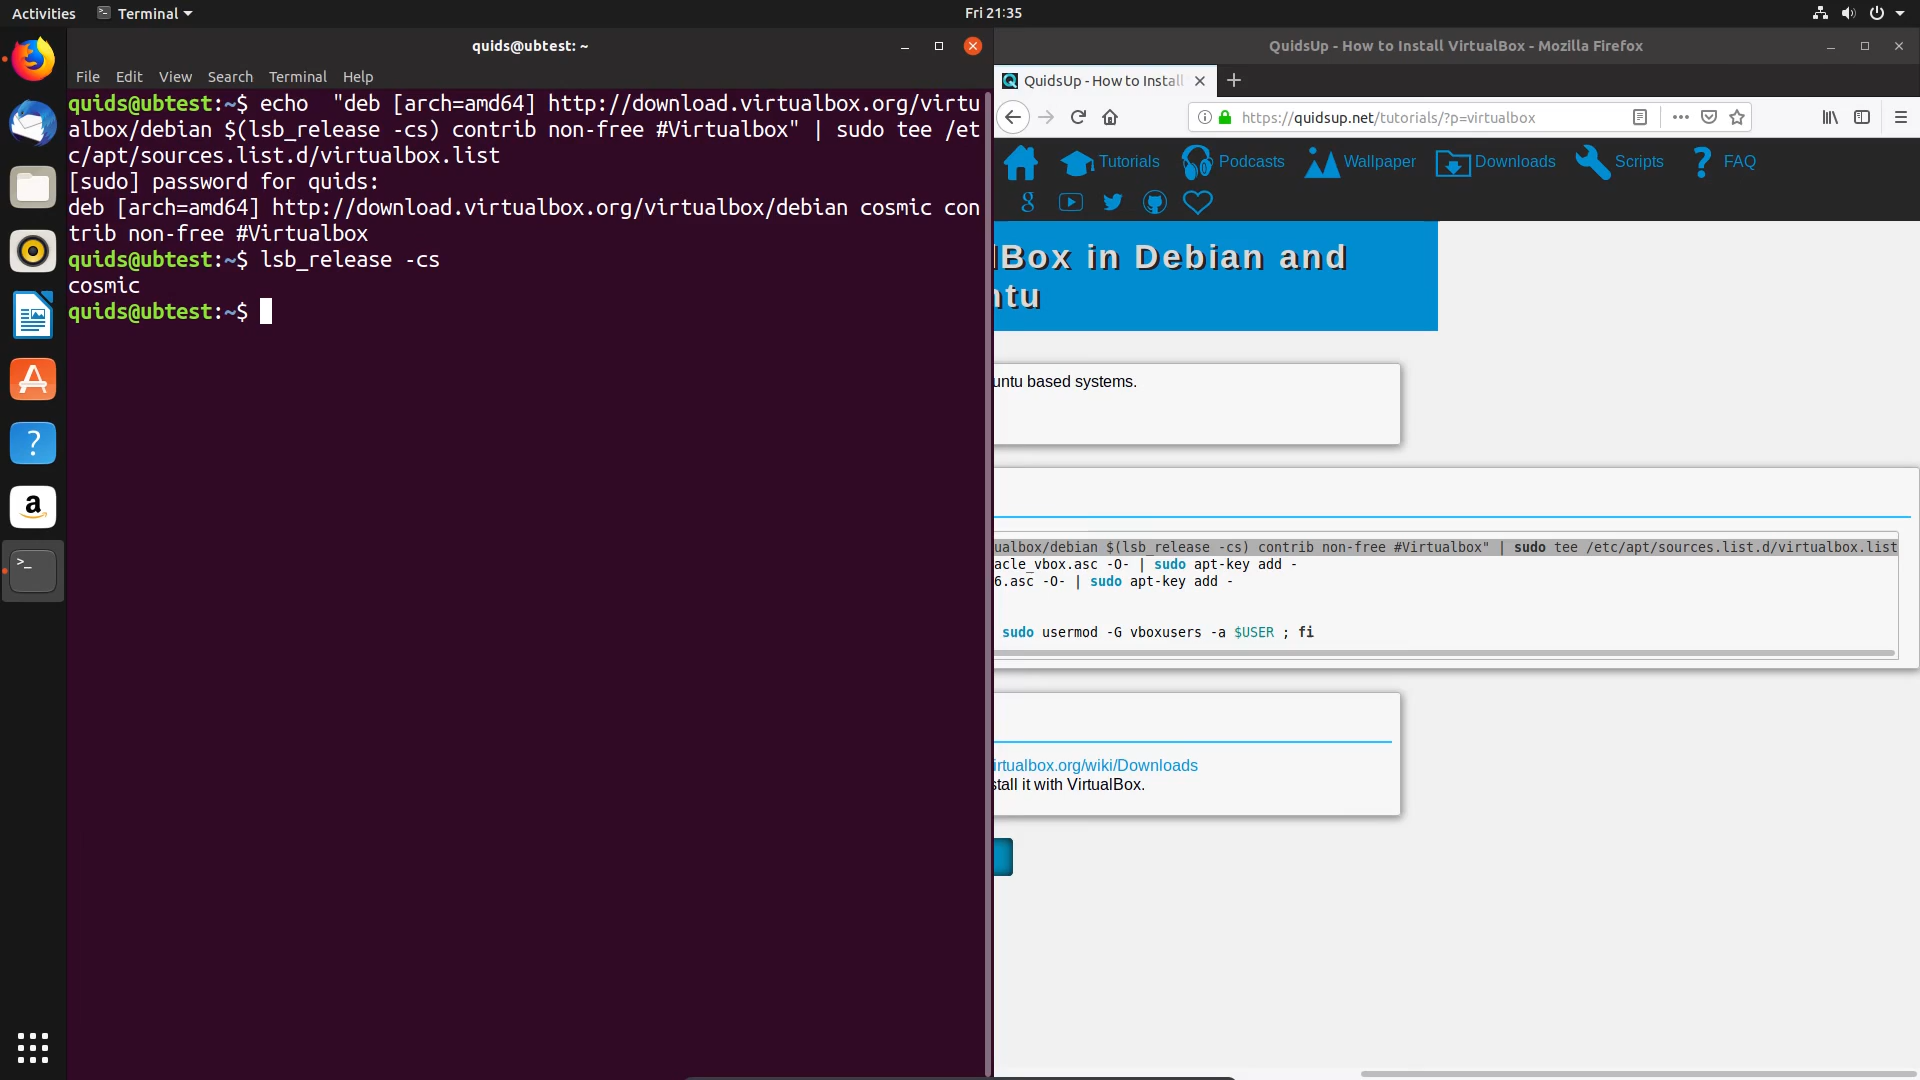 Activities Terminal Fri 21:35
quids@ubtest: ~
QuidsUp - How to Install VirtualBox - Mozilla Firefox
File Edit View Search Terminal Help
quids@ubtest:~$ echo  "deb [arch=amd64] http://download.virtualbox.org/virtu
albox/debian $(lsb_release -cs) contrib non-free #Virtualbox" | sudo tee /et
c/apt/sources.list.d/virtualbox.list
[sudo] password for quids:
deb [arch=amd64] http://download.virtualbox.org/virtualbox/debian cosmic con
trib non-free #Virtualbox
quids@ubtest:~$ lsb_release -cs
cosmic
quids@ubtest:~$
QuidsUp - How to Install
https://quidsup.net/tutorials/?p=virtualbox
Tutorials Podcasts Wallpaper Downloads Scripts FAQ
lBox in Debian and
ntu
untu based systems.
ualbox/debian $(lsb_release -cs) contrib non-free #Virtualbox" | sudo tee /etc/apt/sources.list.d/virtualbox.list
acle_vbox.asc -O- | sudo apt-key add -
6.asc -O- | sudo apt-key add -
sudo usermod -G vboxusers -a $USER ; fi
irtualbox.org/wiki/Downloads
stall it with VirtualBox.